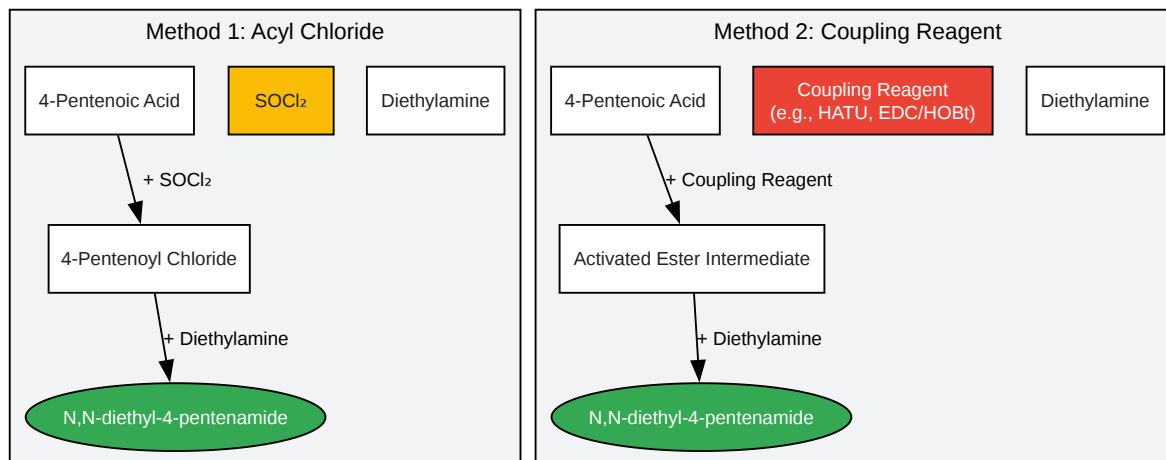 Method 1: Acyl Chloride
4-Pentenoic Acid
SOCl₂
Diethylamine
+ SOCl₂
4-Pentenoyl Chloride
+ Diethylamine
N,N-diethyl-4-pentenamide
Method 2: Coupling Reagent
4-Pentenoic Acid
Coupling Reagent
(e.g., HATU, EDC/HOBt)
Diethylamine
+ Coupling Reagent
Activated Ester Intermediate
+ Diethylamine
N,N-diethyl-4-pentenamide